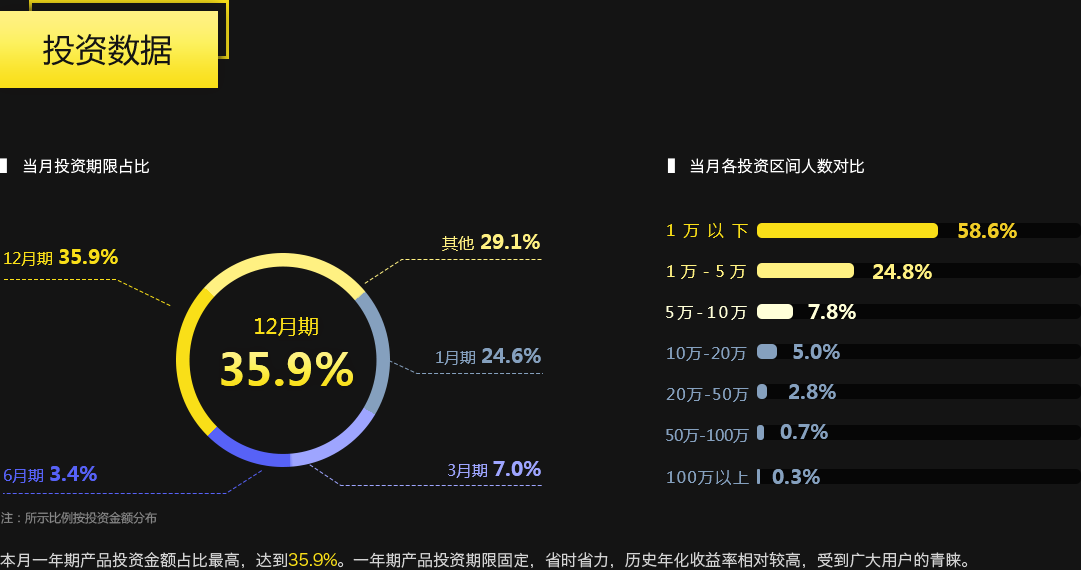 投资数据
当月投资期限占比
12月期 35.9%
其他 29.1%
12月期
35.9%
1月期 24.6%
6月期 3.4%
3月期 7.0%
注：所示比例按投资金额分布
当月各投资区间人数对比
1万以下 58.6%
1万-5万 24.8%
5万-10万 7.8%
10万-20万 5.0%
20万-50万 2.8%
50万-100万 0.7%
100万以上 0.3%
本月一年期产品投资金额占比最高，达到35.9%。一年期产品投资期限固定，省时省力，历史年化收益率相对较高，受到广大用户的青睐。